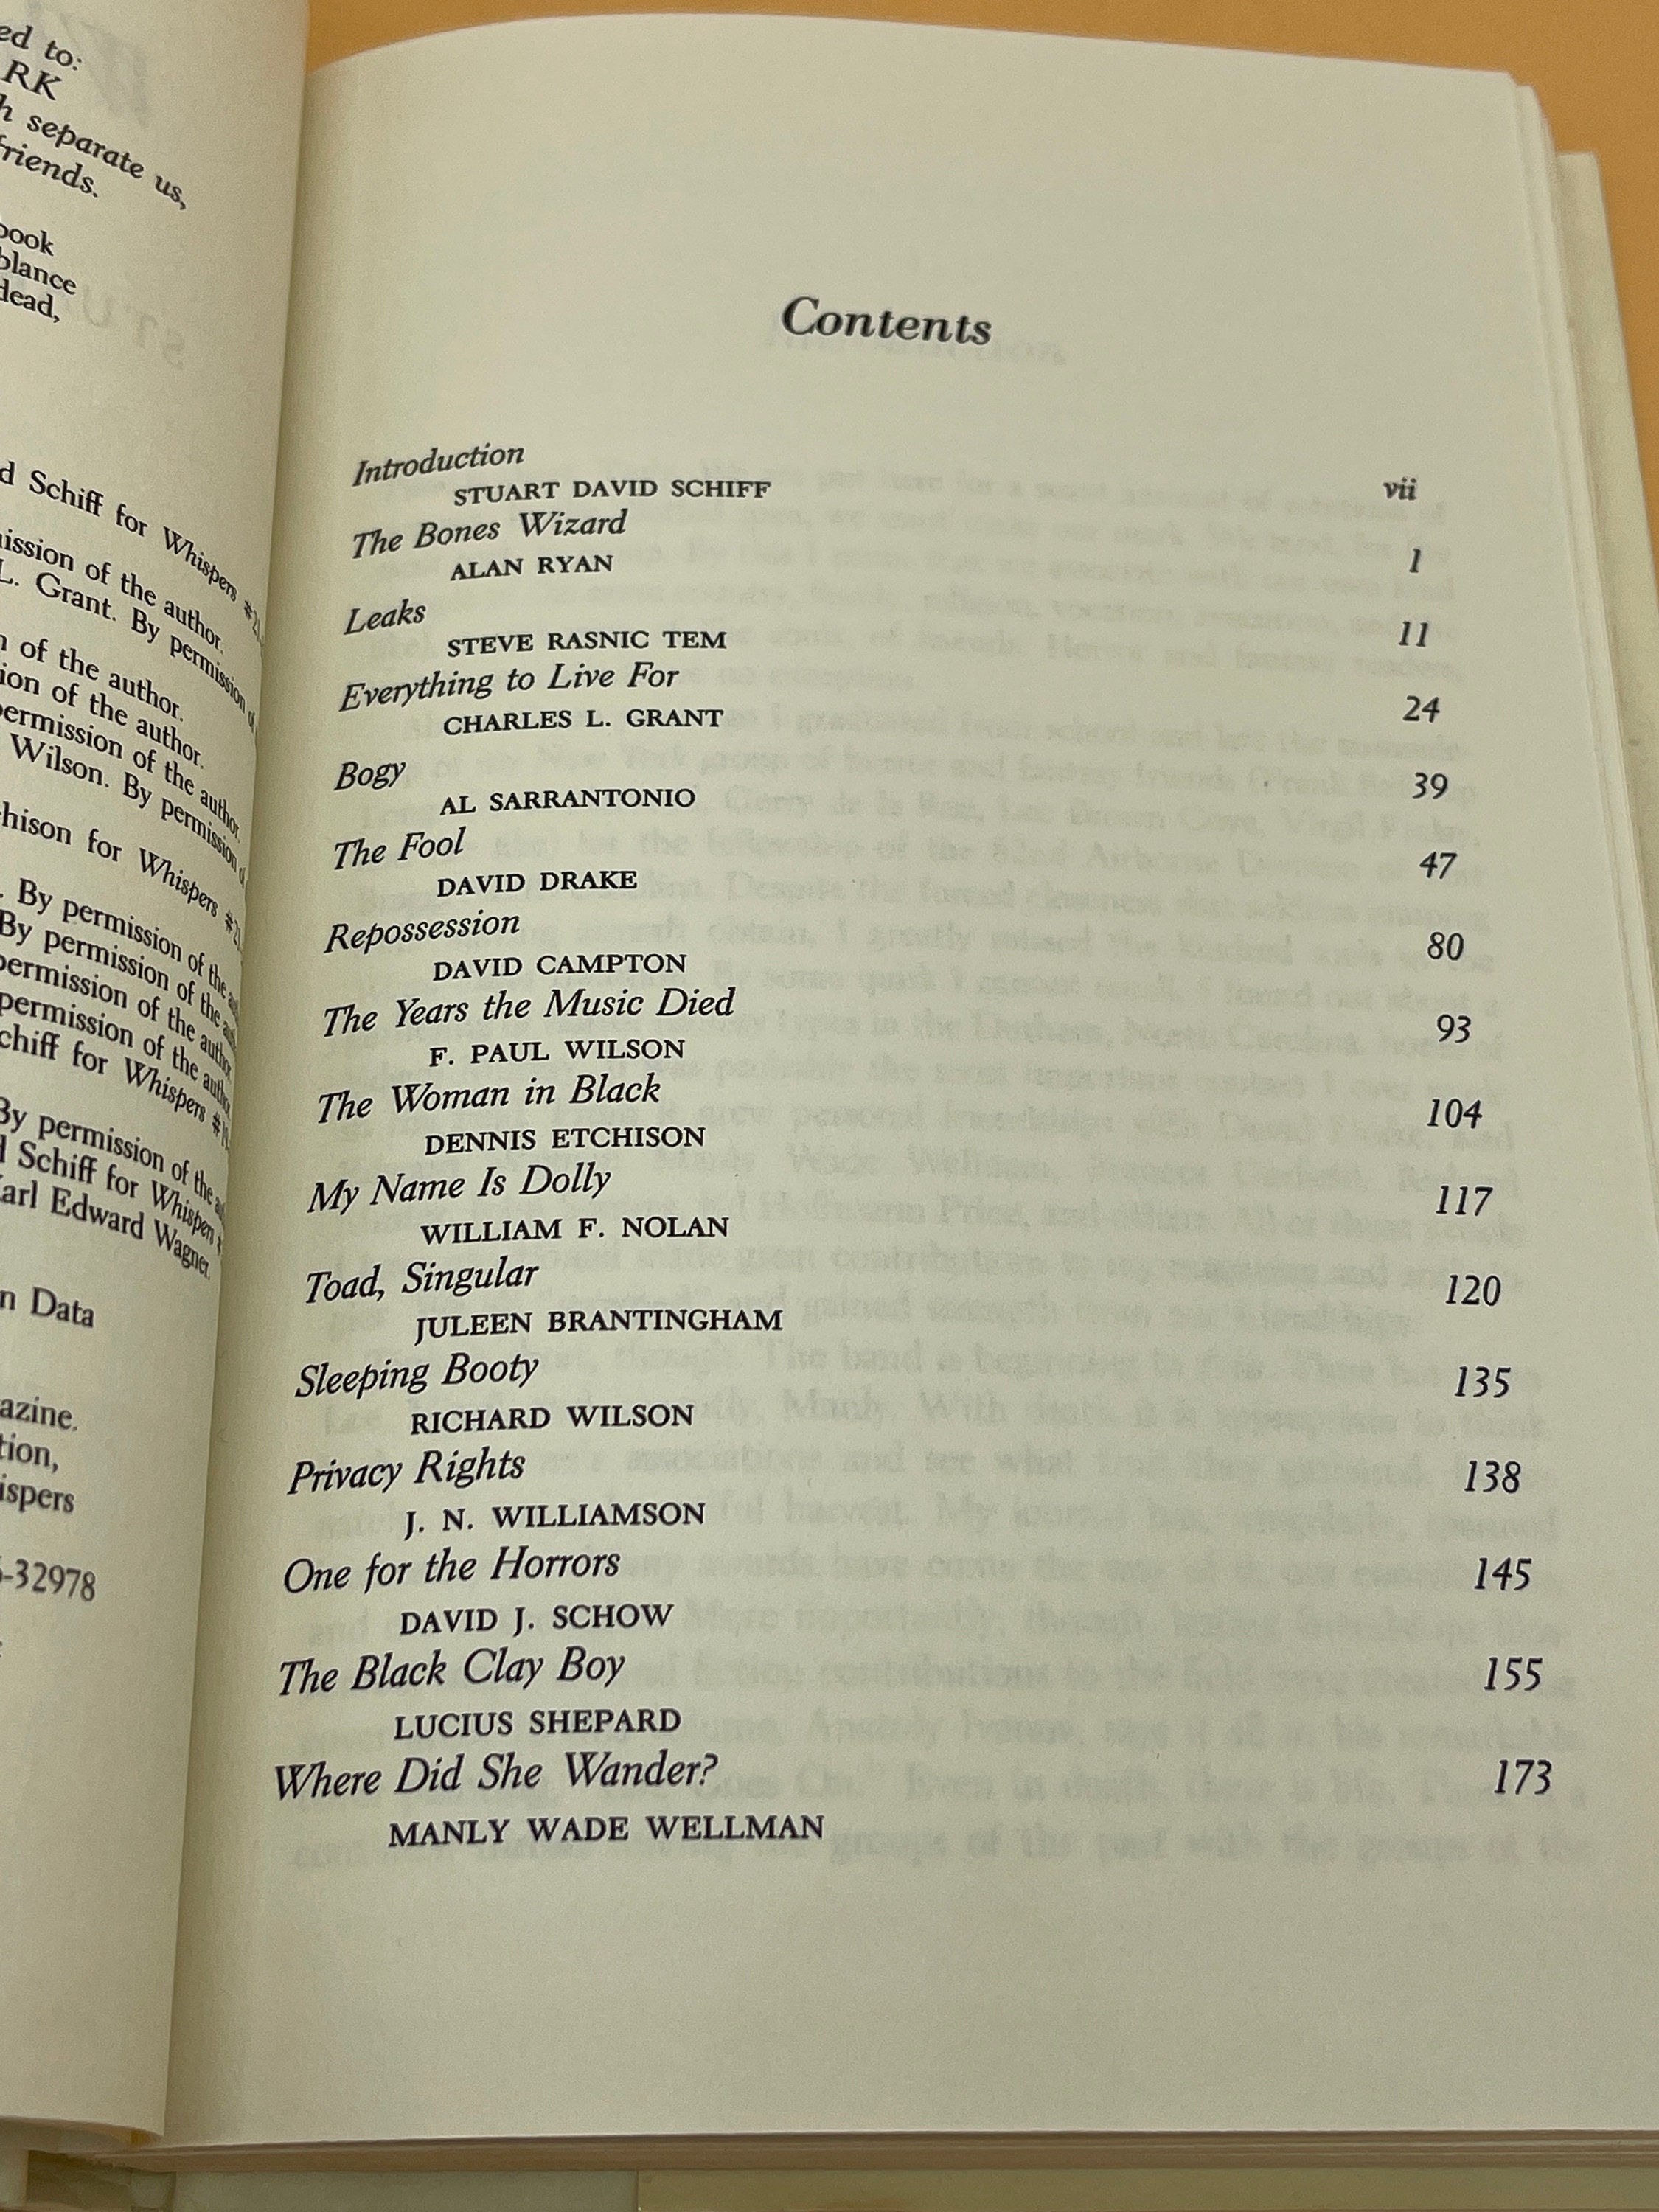 ed to:
RK
h separate us,
friends.
book
blance
dead,
d Schiff for Whispers
ission of the author.
L. Grant. By permission
n of the author.
ion of the author.
permission of the author.
Wilson. By permission
chison for Whispers
By permission of the
By permission of the
permission of the author
permission of the
chiff for Whispers
By permission of the
d Schiff for Whispers
Karl Edward Wagner.
n Data
azine.
tion,
ispers
-32978
Contents
Introduction
STUART DAVID SCHIFF vii
The Bones Wizard
ALAN RYAN 1
Leaks
STEVE RASNIC TEM 11
Everything to Live For
CHARLES L. GRANT 24
Bogy
AL SARRANTONIO 39
The Fool
DAVID DRAKE 47
Repossession
DAVID CAMPTON 80
The Years the Music Died
F. PAUL WILSON 93
The Woman in Black
DENNIS ETCHISON 104
My Name Is Dolly
WILLIAM F. NOLAN 117
Toad, Singular
JULEEN BRANTINGHAM 120
Sleeping Booty
RICHARD WILSON 135
Privacy Rights
J. N. WILLIAMSON 138
One for the Horrors
DAVID J. SCHOW 145
The Black Clay Boy
LUCIUS SHEPARD 155
Where Did She Wander?
MANLY WADE WELLMAN 173